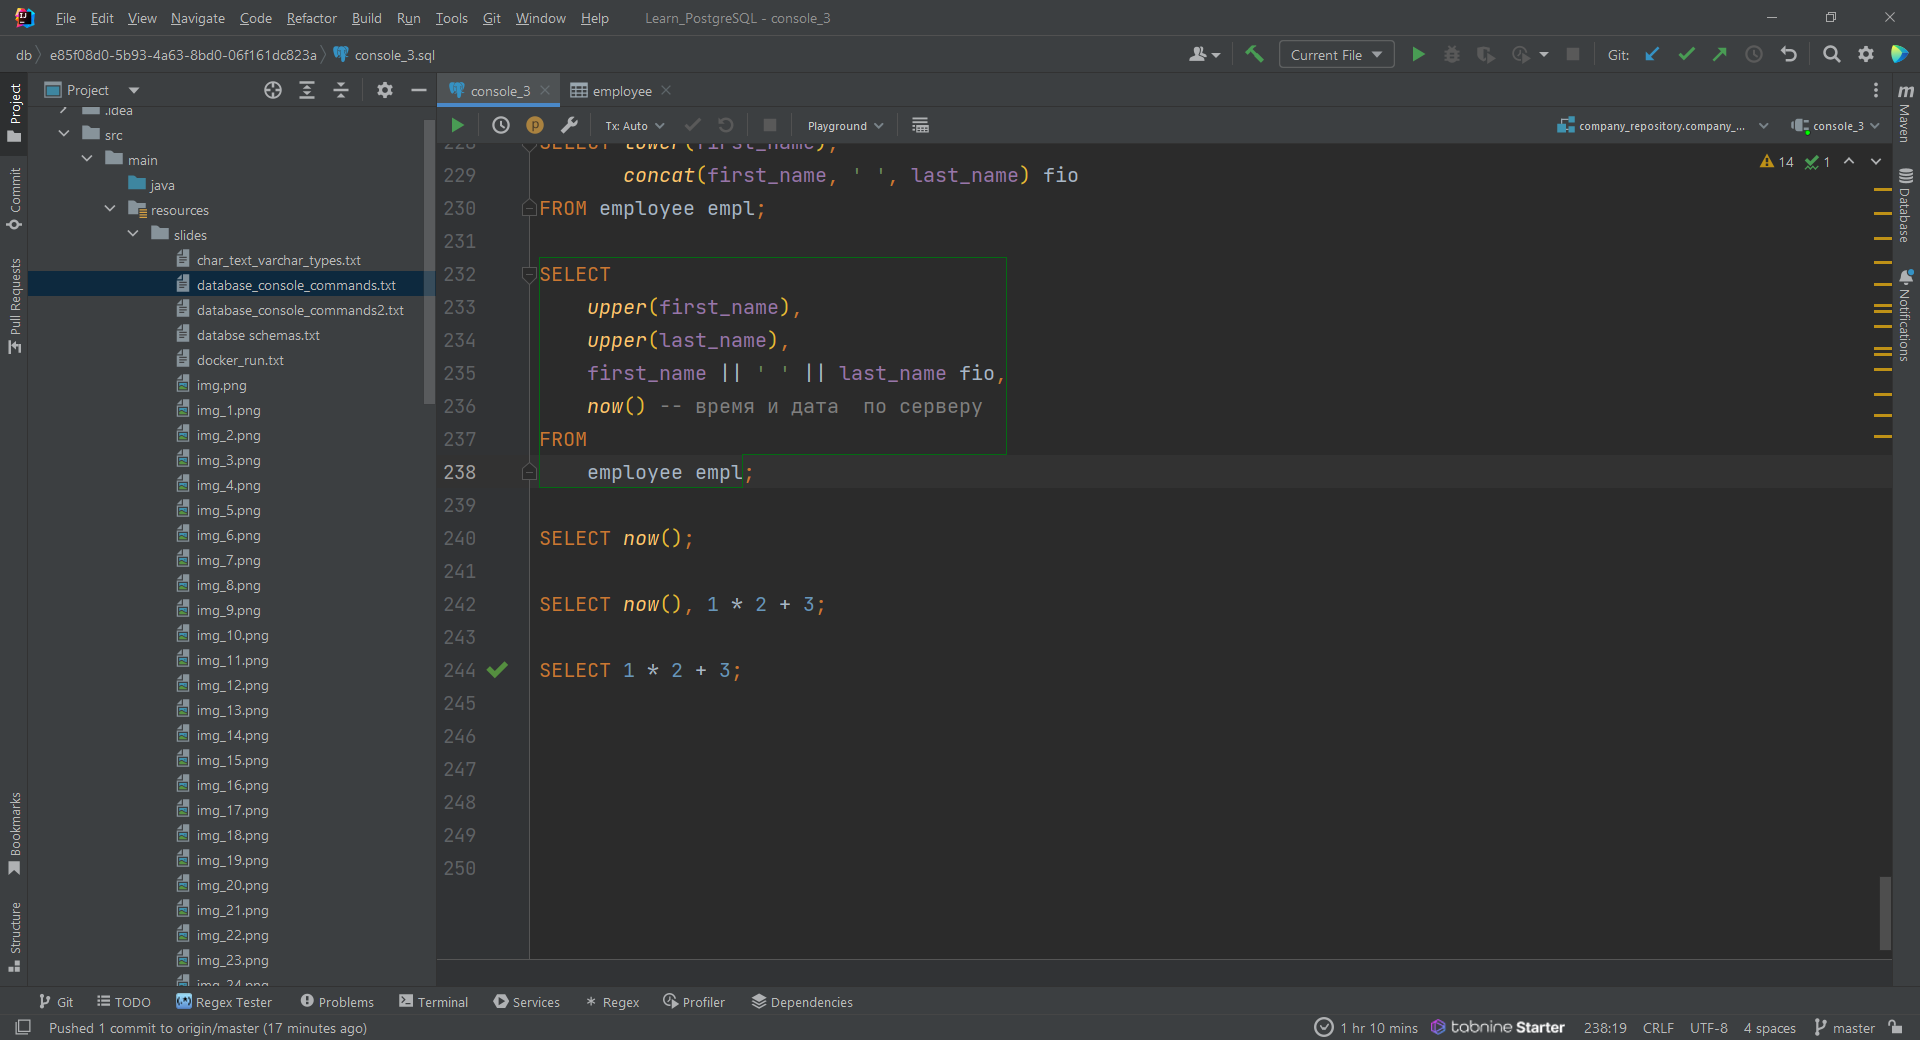 File Edit View Navigate Code Refactor Build Run Tools Git Window Help Learn_PostgreSQL - console_3
db e85f08d0-5b93-4a63-8bd0-06f161dc823a console_3.sql Current File Git:
Project console_3 employee
Tx: Auto Playground company_repository.company_... console_3
14 1
Project
Commit
Pull Requests
Bookmarks
Structure
.idea
src
main
java
resources
slides
char_text_varchar_types.txt
database_console_commands.txt
database_console_commands2.txt
databse schemas.txt
docker_run.txt
img.png
img_1.png
img_2.png
img_3.png
img_4.png
img_5.png
img_6.png
img_7.png
img_8.png
img_9.png
img_10.png
img_11.png
img_12.png
img_13.png
img_14.png
img_15.png
img_16.png
img_17.png
img_18.png
img_19.png
img_20.png
img_21.png
img_22.png
img_23.png
img_24.png
228 SELECT lower(first_name),
229 concat(first_name, ' ', last_name) fio
230 FROM employee empl;
231
232 SELECT
233 upper(first_name),
234 upper(last_name),
235 first_name || ' ' || last_name fio,
236 now() -- время и дата  по серверу
237 FROM
238 employee empl;
239
240 SELECT now();
241
242 SELECT now(), 1 * 2 + 3;
243
244 SELECT 1 * 2 + 3;
245
246
247
248
249
250
Maven
Database
Notifications
Git TODO Regex Tester Problems Terminal Services Regex Profiler Dependencies
Pushed 1 commit to origin/master (17 minutes ago) 1 hr 10 mins tabnine Starter 238:19 CRLF UTF-8 4 spaces master